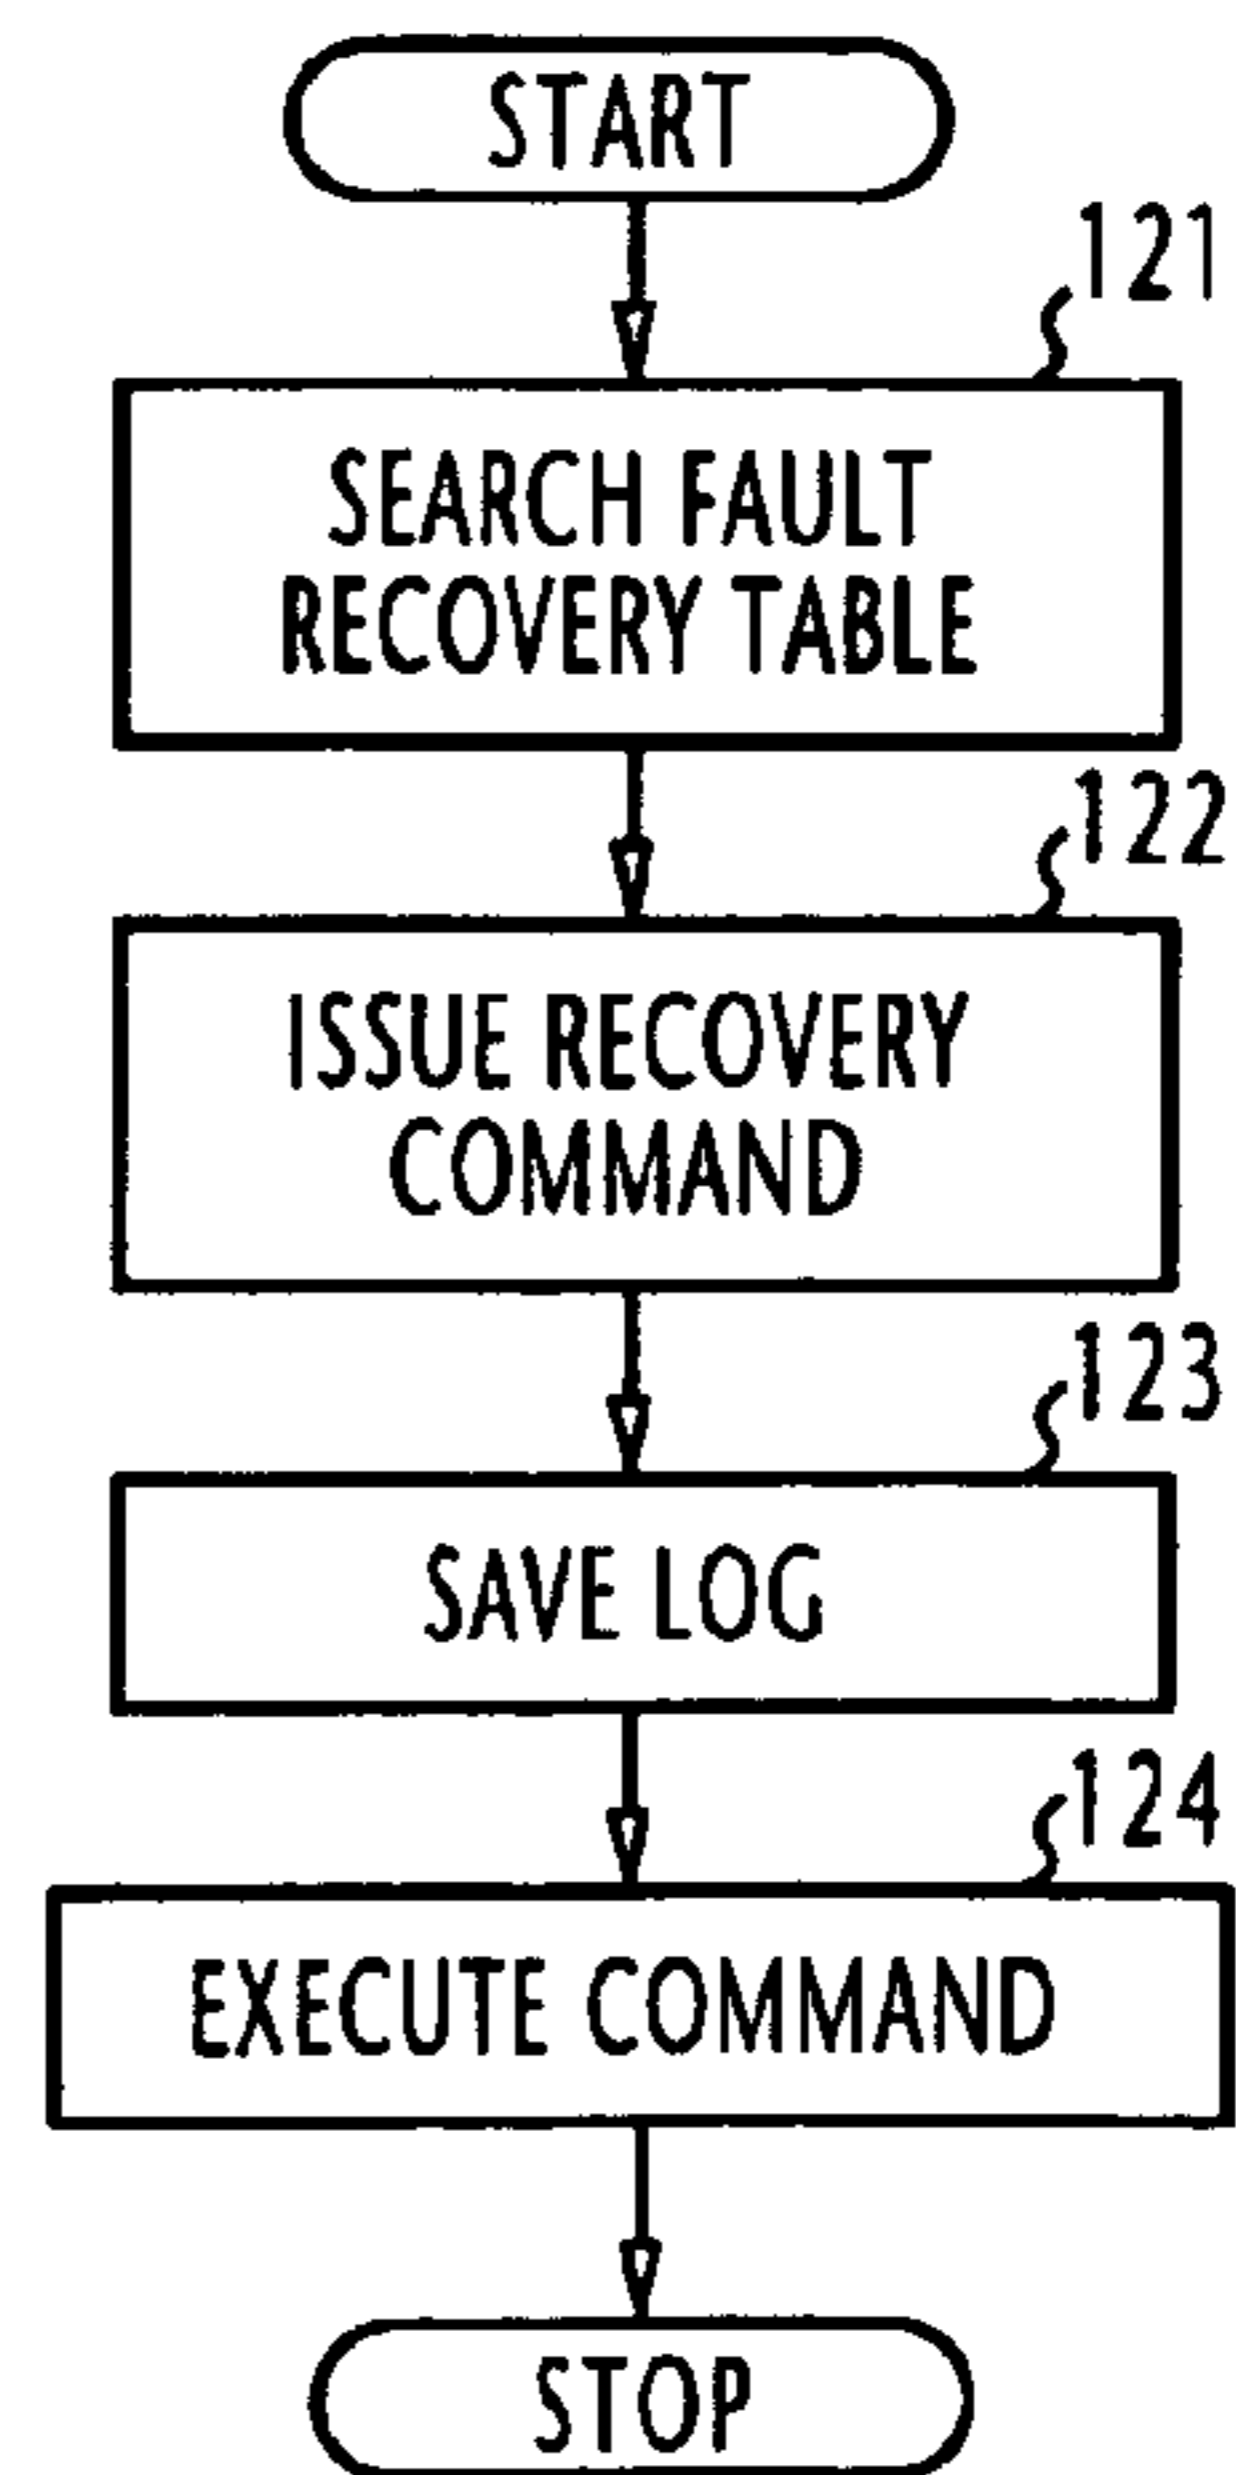 START
121
SEARCH FAULT
RECOVERY TABLE
122
ISSUE RECOVERY
COMMAND
123
SAVE LOG
124
EXECUTE COMMAND
STOP